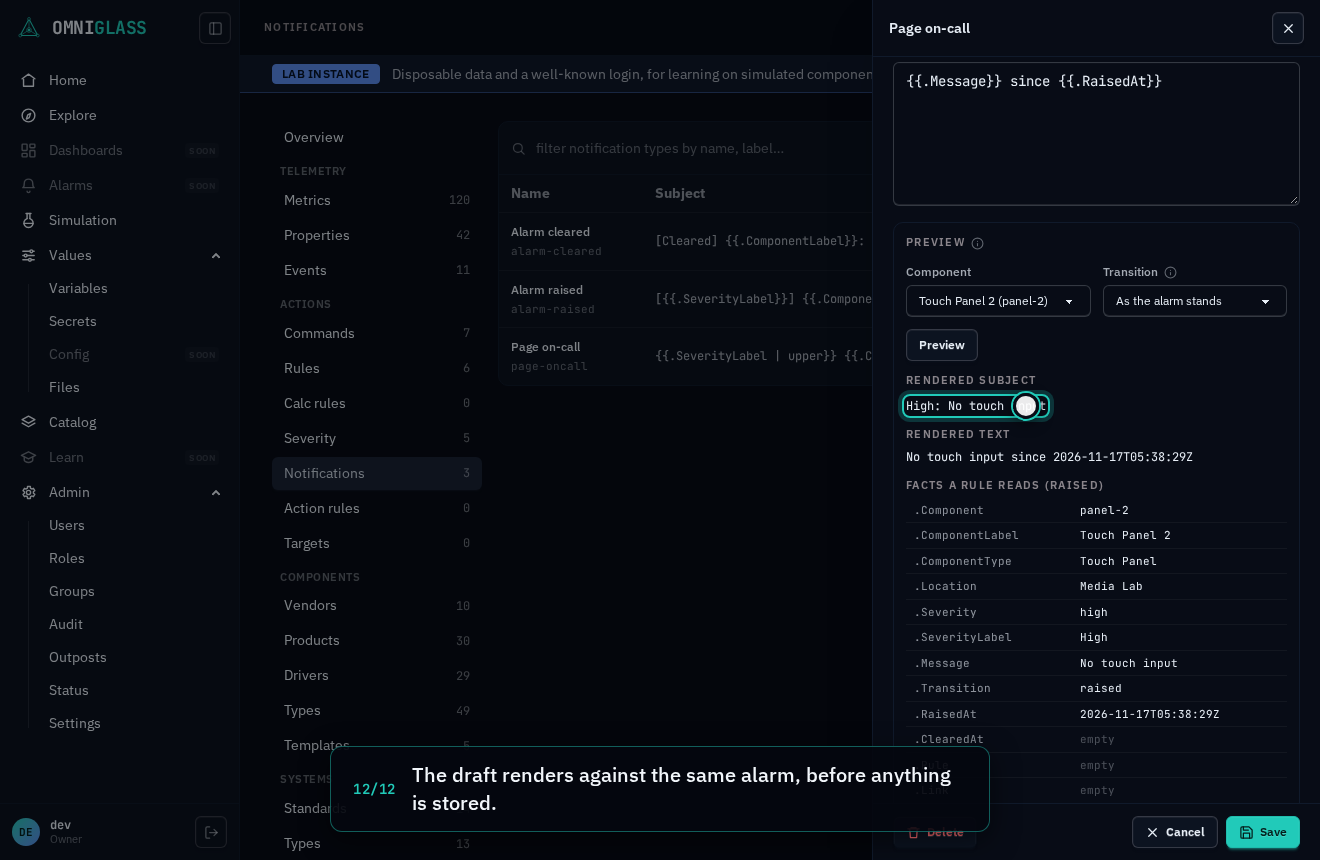 OMNIGLASS
Home
Explore
Dashboards SOON
Alarms SOON
Simulation
Values
Variables
Secrets
Config SOON
Files
Catalog
Learn SOON
Admin
Users
Roles
Groups
Audit
Outposts
Status
Settings
DE
dev
Owner
NOTIFICATIONS
LAB INSTANCE Disposable data and a well-known login, for learning on simulated componen
Overview
TELEMETRY
Metrics 120
Properties 42
Events 11
ACTIONS
Commands 7
Rules 6
Calc rules 0
Severity 5
Notifications 3
Action rules 0
Targets 0
COMPONENTS
Vendors 10
Products 30
Drivers 29
Types 49
Templates 5
SYSTEMS
Standards
Types 13
filter notification types by name, label...
Name Subject
Alarm cleared
alarm-cleared
[Cleared] {{.ComponentLabel}}:
Alarm raised
alarm-raised
[{{.SeverityLabel}}] {{.Compone
Page on-call
page-oncall
{{.SeverityLabel | upper}} {{.C
Page on-call
{{.Message}} since {{.RaisedAt}}
PREVIEW
Component Transition
Touch Panel 2 (panel-2) As the alarm stands
Preview
RENDERED SUBJECT
High: No touch
RENDERED TEXT
No touch input since 2026-11-17T05:38:29Z
FACTS A RULE READS (RAISED)
.Component panel-2
.ComponentLabel Touch Panel 2
.ComponentType Touch Panel
.Location Media Lab
.Severity high
.SeverityLabel High
.Message No touch input
.Transition raised
.RaisedAt 2026-11-17T05:38:29Z
.ClearedAt empty
.Rule empty
.Link empty
12/12 The draft renders against the same alarm, before anything
is stored.
Delete
Cancel
Save